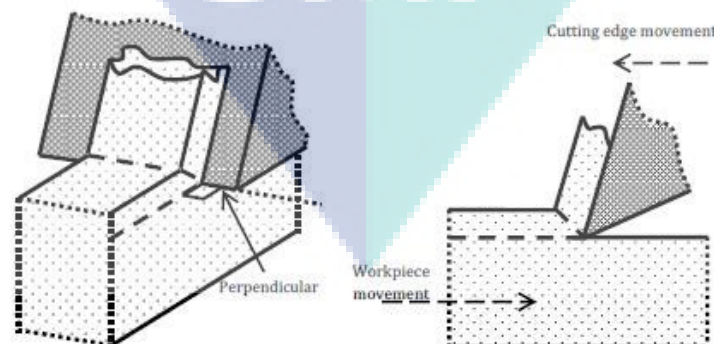 Cutting edge movement
Perpendicular
Workpiece
movement